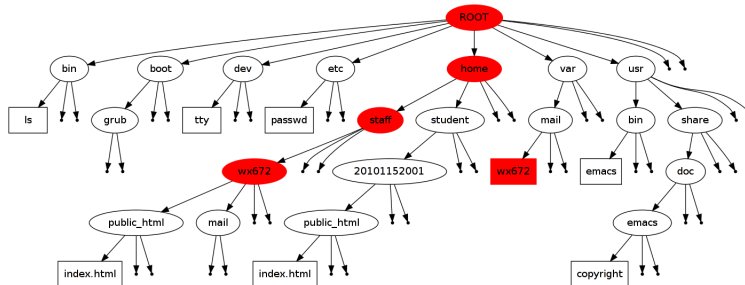 ROOT
bin
boot
dev
etc
home
var
usr
ls
grub
tty
passwd
staff
student
mail
bin
share
wx672
20101152001
wx672
emacs
doc
public_html
mail
public_html
emacs
index.html
index.html
copyright